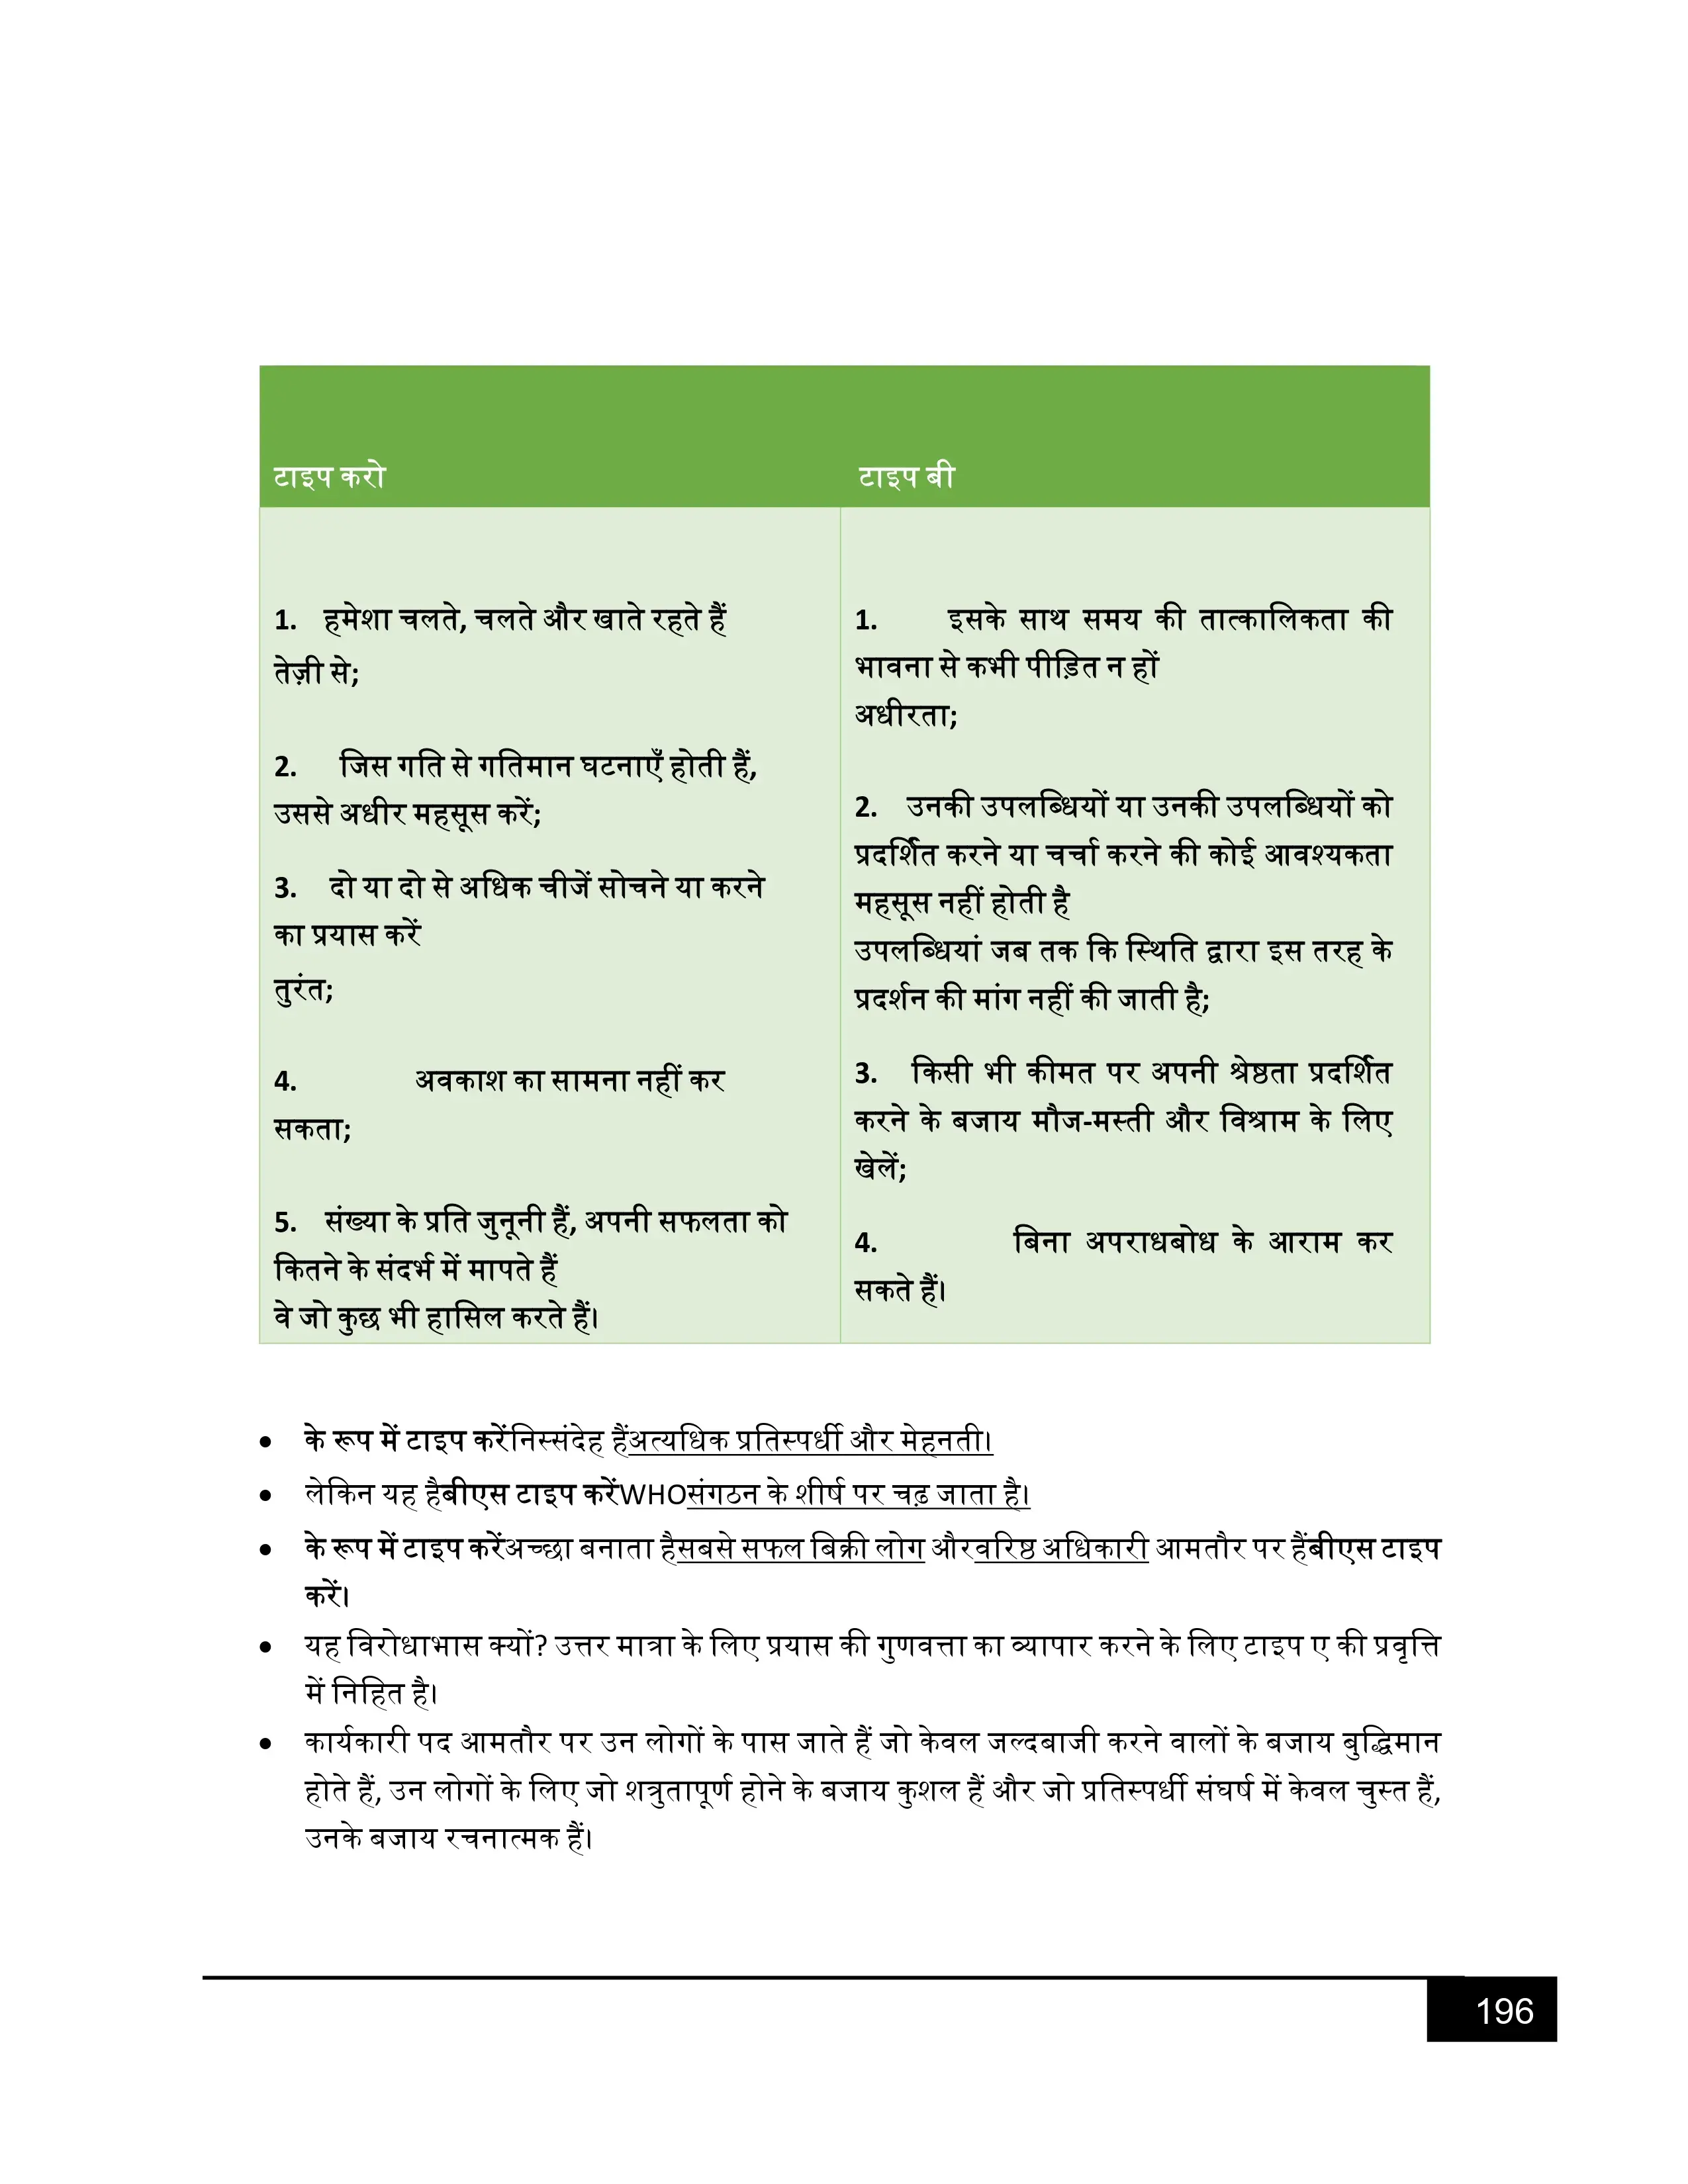 टाइप करो
टाइप बी
1. हमेशा चलते, चलते और खाते रहते हैं
तेज़ी से;
2. जिस गति से गतिमान घटनाएँ होती हैं,
उससे अधीर महसूस करें;
3. दो या दो से अधिक चीजें सोचने या करने
का प्रयास करें
तुरंत;
4. अवकाश का सामना नहीं कर
सकता;
5. संख्या के प्रति जुनूनी हैं, अपनी सफलता को
कितने के संदर्भ में मापते हैं
वे जो कुछ भी हासिल करते हैं।
1. इसके साथ समय की तात्कालिकता की
भावना से कभी पीड़ित न हों
अधीरता;
2. उनकी उपलब्धियों या उनकी उपलब्धियों को
प्रदर्शित करने या चर्चा करने की कोई आवश्यकता
महसूस नहीं होती है
उपलब्धियां जब तक कि स्थिति द्वारा इस तरह के
प्रदर्शन की मांग नहीं की जाती है;
3. किसी भी कीमत पर अपनी श्रेष्ठता प्रदर्शित
करने के बजाय मौज-मस्ती और विश्राम के लिए
खेलें;
4. बिना अपराधबोध के आराम कर
सकते हैं।
• के रूप में टाइप करेंनिस्संदेह हैंअत्यधिक प्रतिस्पर्धी और मेहनती।
• लेकिन यह हैबीएस टाइप करेंWHOसंगठन के शीर्ष पर चढ़ जाता है।
• के रूप में टाइप करेंअच्छा बनाता हैसबसे सफल बिक्री लोग औरवरिष्ठ अधिकारी आमतौर पर हैंबीएस टाइप
करें।
• यह विरोधाभास क्यों? उत्तर मात्रा के लिए प्रयास की गुणवत्ता का व्यापार करने के लिए टाइप ए की प्रवृत्ति
में निहित है।
• कार्यकारी पद आमतौर पर उन लोगों के पास जाते हैं जो केवल जल्दबाजी करने वालों के बजाय बुद्धिमान
होते हैं, उन लोगों के लिए जो शत्रुतापूर्ण होने के बजाय कुशल हैं और जो प्रतिस्पर्धी संघर्ष में केवल चुस्त हैं,
उनके बजाय रचनात्मक हैं।
196